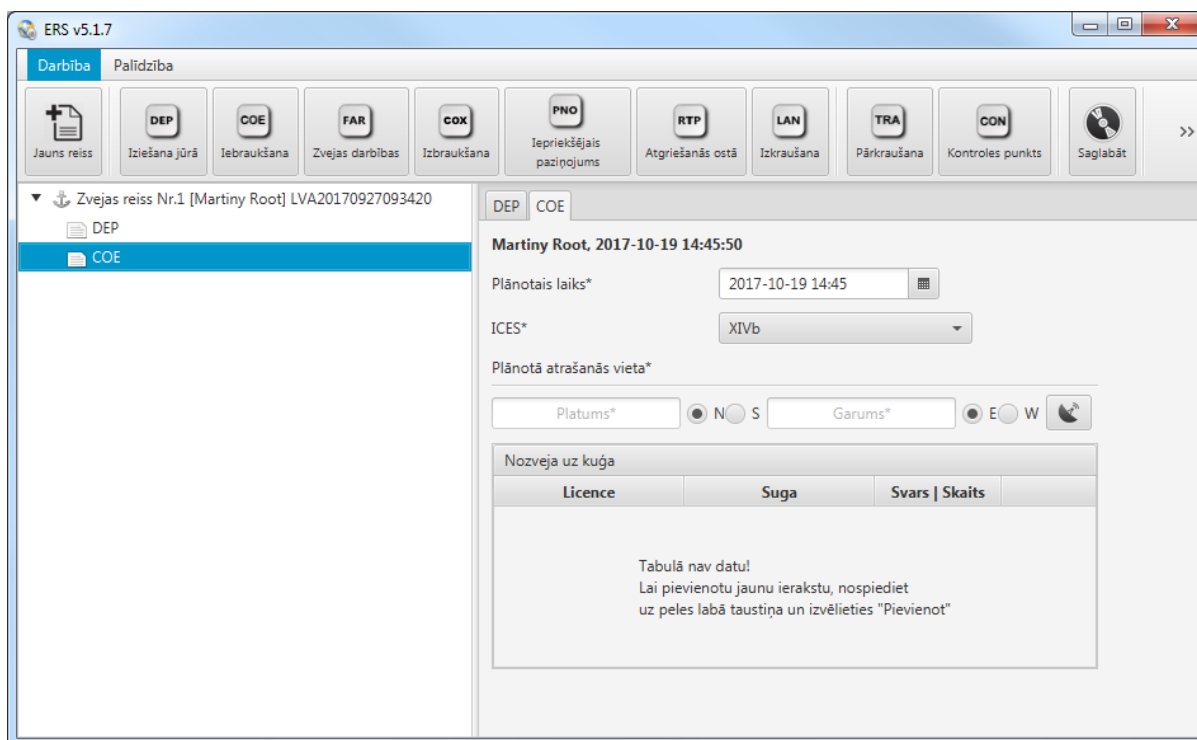 ERS v5.1.7
Darbība Palīdzība
DEP COE FAR COX PNO RTP LAN TRA CON
Jauns reiss Iziešana jūrā Iebraukšana Zvejas darbības Izbraukšana Iepriekšējais paziņojums Atgriešanās ostā Izkraušana Pārkraušana Kontroles punkts Saglabāt
Zvejas reiss Nr.1 [Martiny Root] LVA20170927093420
DEP
COE
DEP COE
Martiny Root, 2017-10-19 14:45:50
Plānotais laiks* 2017-10-19 14:45
ICES* XIVb
Plānotā atrašanās vieta*
Platums* N S Garums* E W
Nozveja uz kuģa
Licence Suga Svars | Skaits
Tabulā nav datu!
Lai pievienotu jaunu ierakstu, nospiediet
uz peles labā taustiņa un izvēlieties "Pievienot"